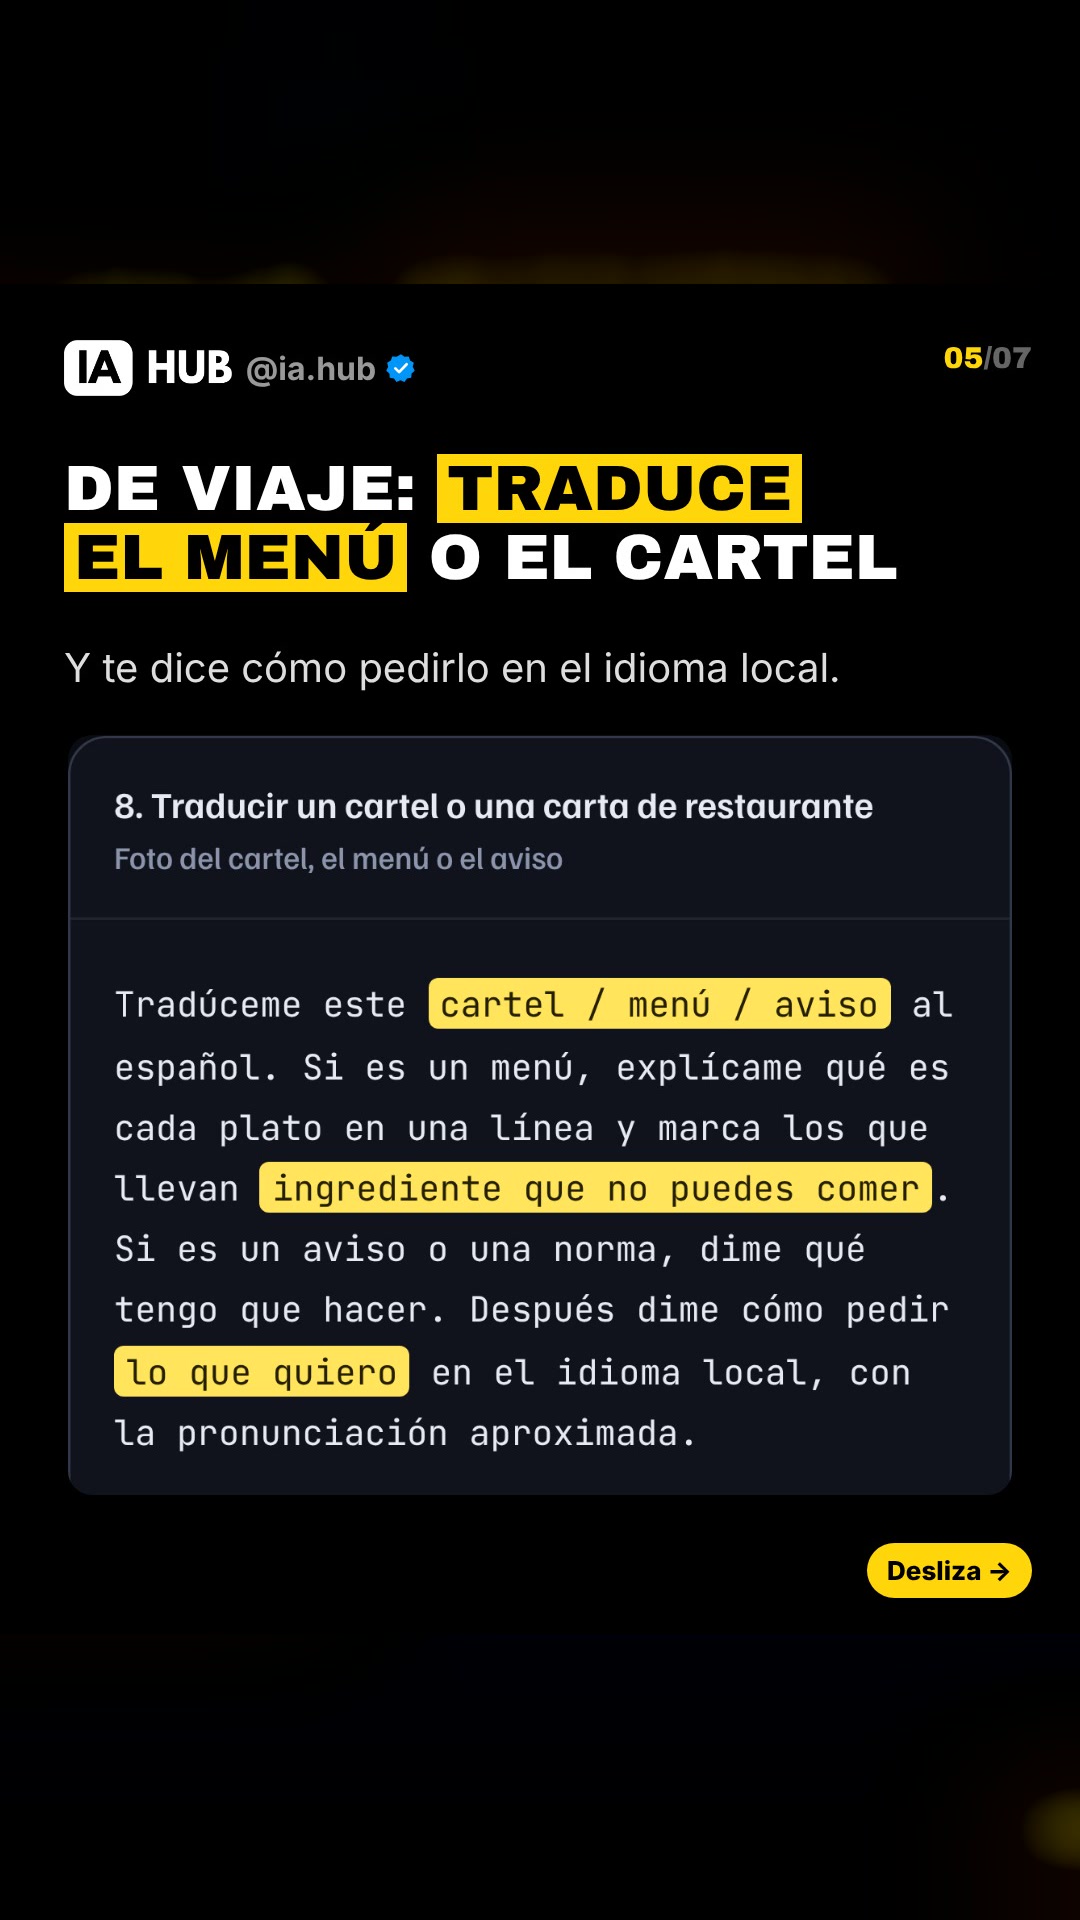 IA HUB @ia.hub
05/07
DE VIAJE: TRADUCE
EL MENÚ O EL CARTEL
Y te dice cómo pedirlo en el idioma local.
8. Traducir un cartel o una carta de restaurante
Foto del cartel, el menú o el aviso
Tradúceme este cartel / menú / aviso al
español. Si es un menú, explícame qué es
cada plato en una línea y marca los que
llevan ingrediente que no puedes comer.
Si es un aviso o una norma, dime qué
tengo que hacer. Después dime cómo pedir
lo que quiero en el idioma local, con
la pronunciación aproximada.
Desliza →